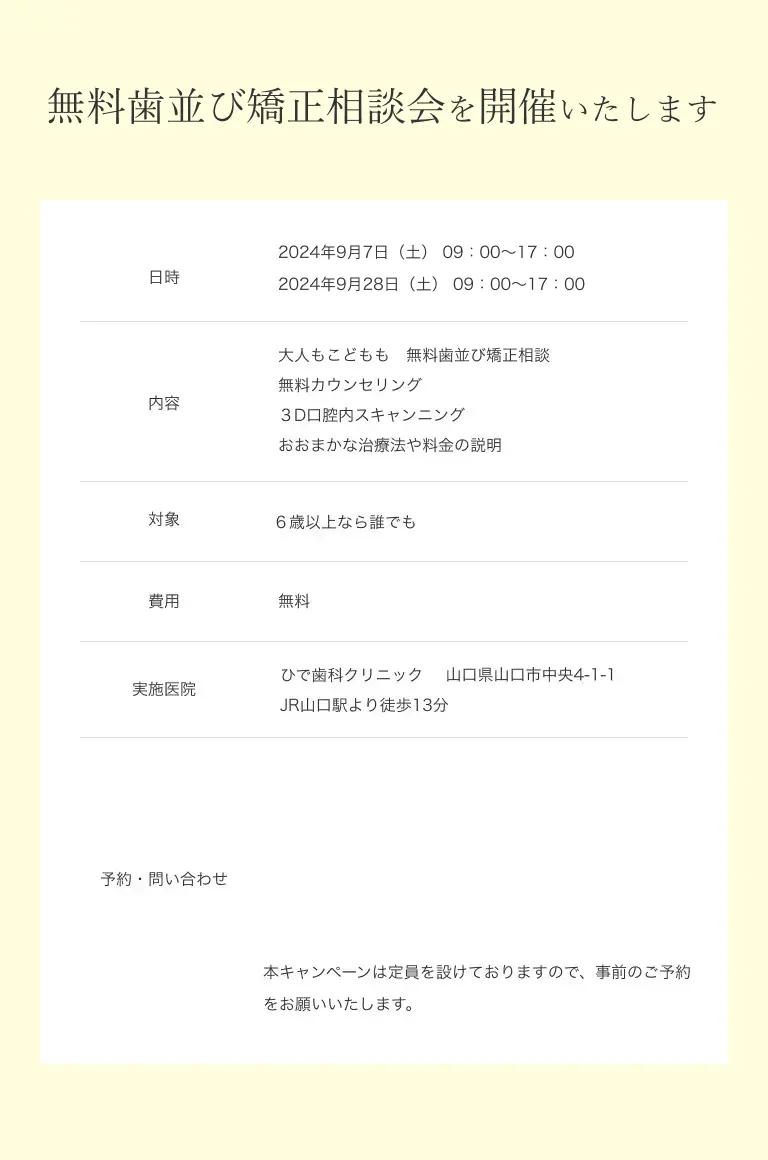 無料歯並び矯正相談会を開催いたします
日時
2024年9月7日（土） 09：00〜17：00
2024年9月28日（土） 09：00〜17：00
内容
大人もこどもも　無料歯並び矯正相談
無料カウンセリング
３D口腔内スキャンニング
おおまかな治療法や料金の説明
対象
６歳以上なら誰でも
費用
無料
実施医院
ひで歯科クリニック　 山口県山口市中央4-1-1
JR山口駅より徒歩13分
予約・問い合わせ
本キャンペーンは定員を設けておりますので、事前のご予約
をお願いいたします。